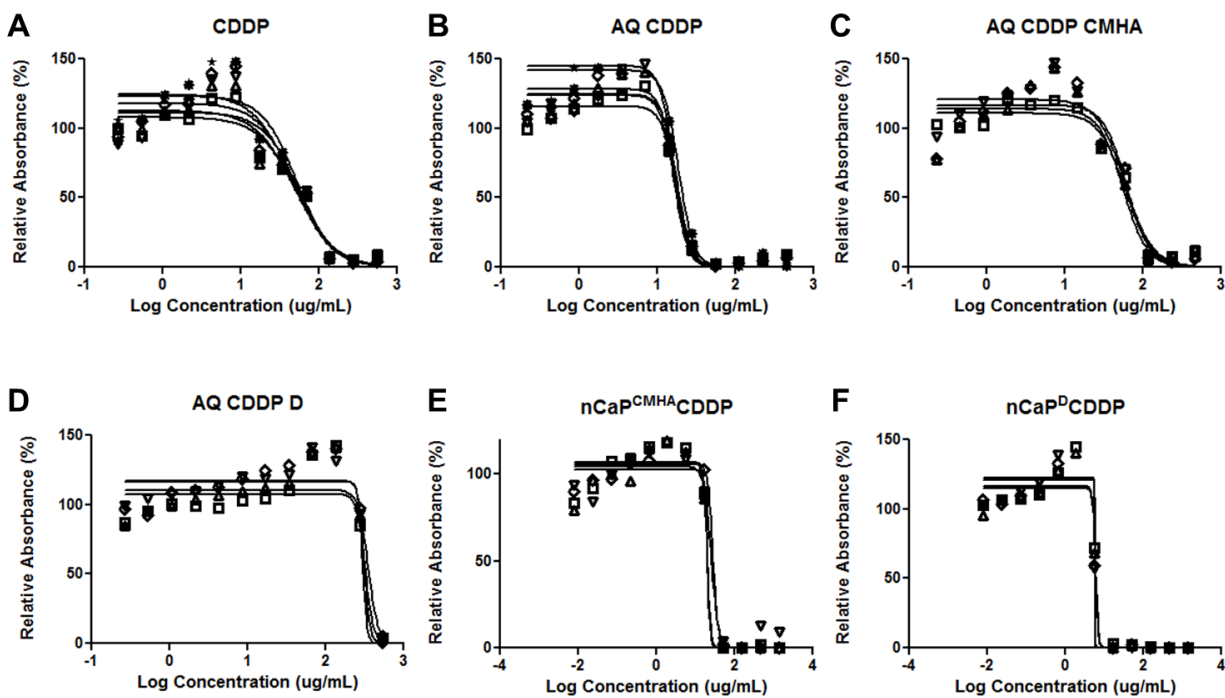 A
CDDP
Relative Absorbance (%)
150
100
50
0
-1
0
1
2
3
Log Concentration (ug/mL)
B
AQ CDDP
Relative Absorbance (%)
150
100
50
0
-1
0
1
2
3
Log Concentration (ug/mL)
C
AQ CDDP CMHA
Relative Absorbance (%)
150
100
50
0
-1
0
1
2
3
Log Concentration (ug/mL)
D
AQ CDDP D
Relative Absorbance (%)
150
100
50
0
-1
0
1
2
3
Log Concentration (ug/mL)
E
nCaP^CMHA CDDP
Relative Absorbance (%)
100
50
0
-4
-2
0
2
4
Log Concentration (ug/mL)
F
nCaP^D CDDP
Relative Absorbance (%)
150
100
50
0
-4
-2
0
2
4
Log Concentration (ug/mL)